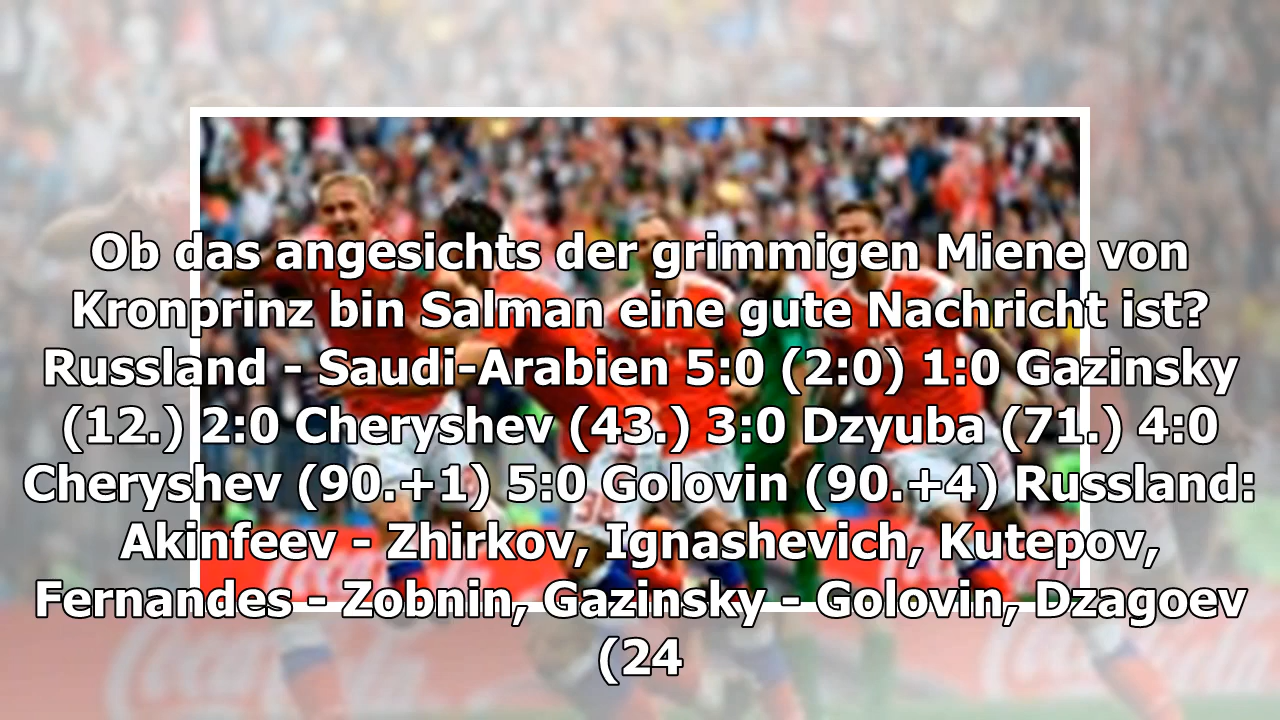 Ob das angesichts der grimmigen Miene von
Kronprinz bin Salman eine gute Nachricht ist?
Russland - Saudi-Arabien 5:0 (2:0) 1:0 Gazinsky
(12.) 2:0 Cheryshev (43.) 3:0 Dzyuba (71.) 4:0
Cheryshev (90.+1) 5:0 Golovin (90.+4) Russland:
Akinfeev - Zhirkov, Ignashevich, Kutepov,
Fernandes - Zobnin, Gazinsky - Golovin, Dzagoev
(24